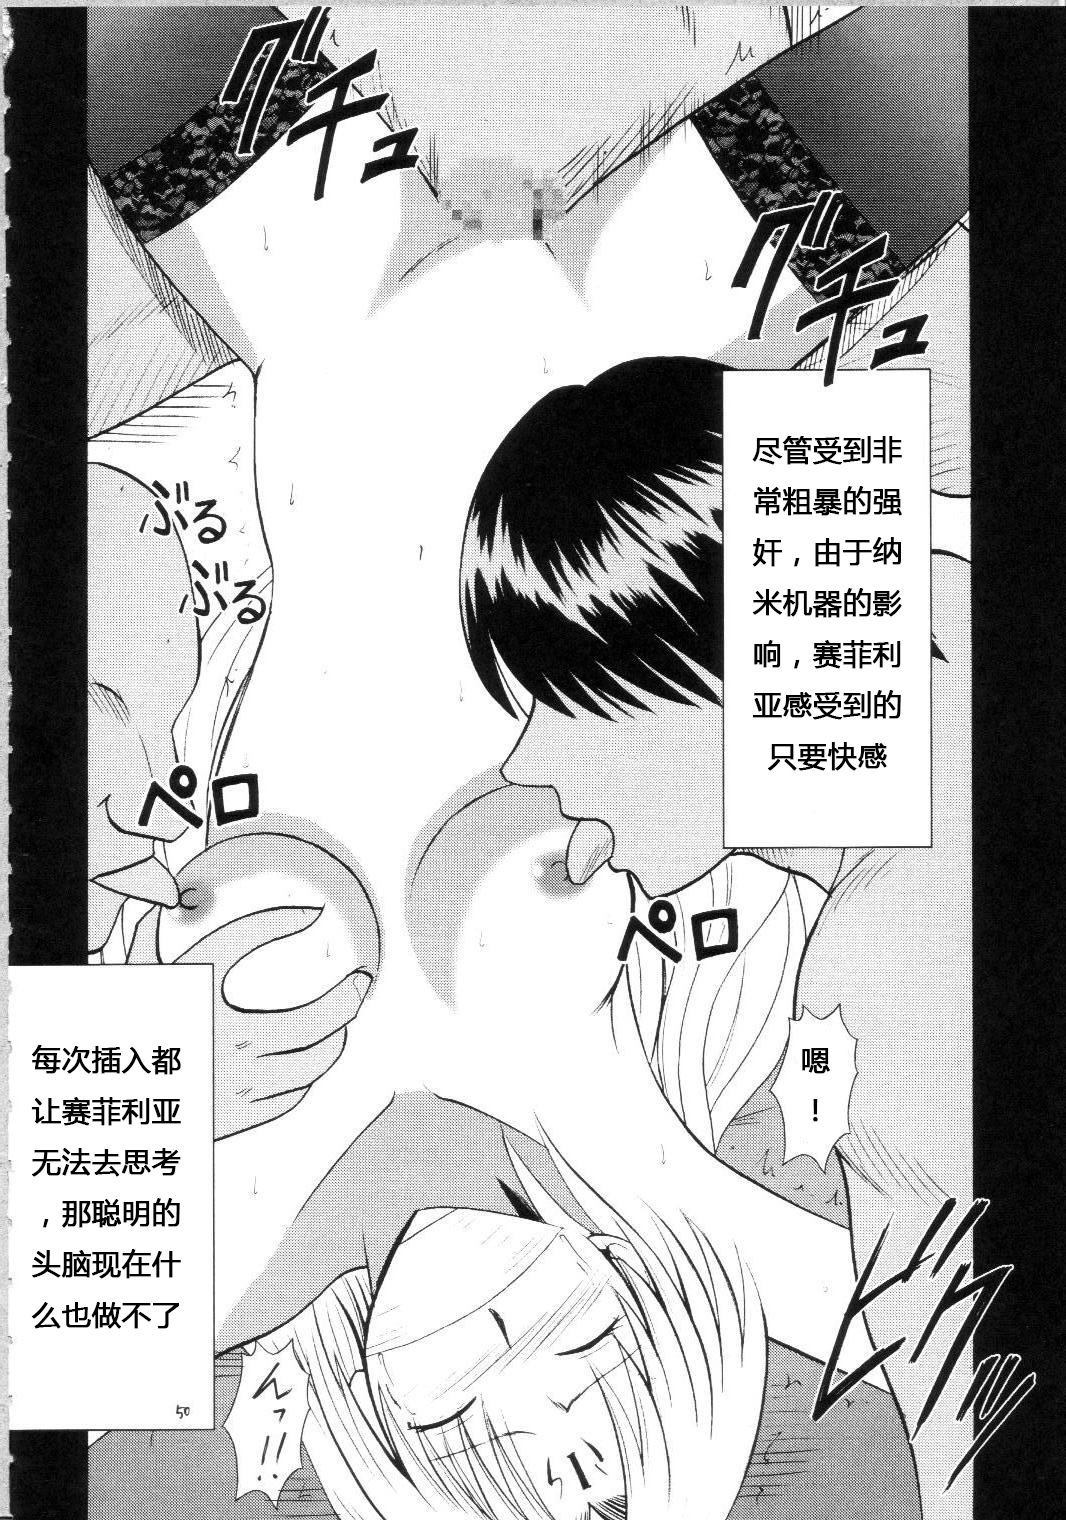 グチュ
グチュ
尽管受到非
常粗暴的强
奸，由于纳
米机器的影
响，赛菲利
亚感受到的
只要快感
ぶる
ぶる
ペロ
ペロ
嗯
！
每次插入都
让赛菲利亚
无法去思考
，那聪明的
头脑现在什
么也做不了
ビクッ
んっ
!!
50